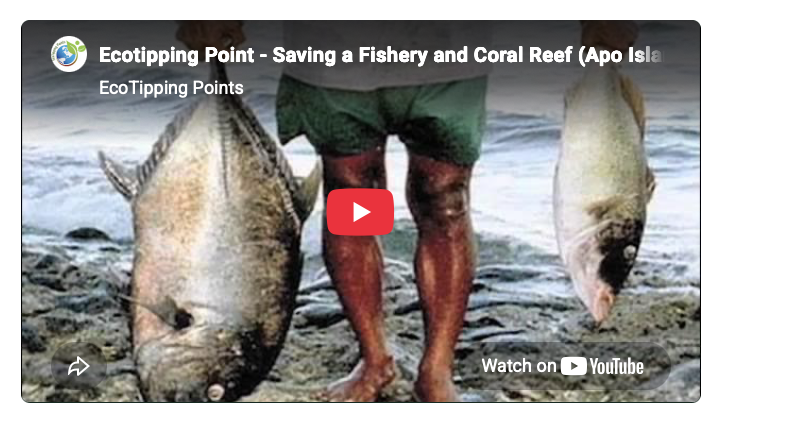 Ecotipping Point - Saving a Fishery and Coral Reef (Apo Isla
EcoTipping Points
Watch on YouTube